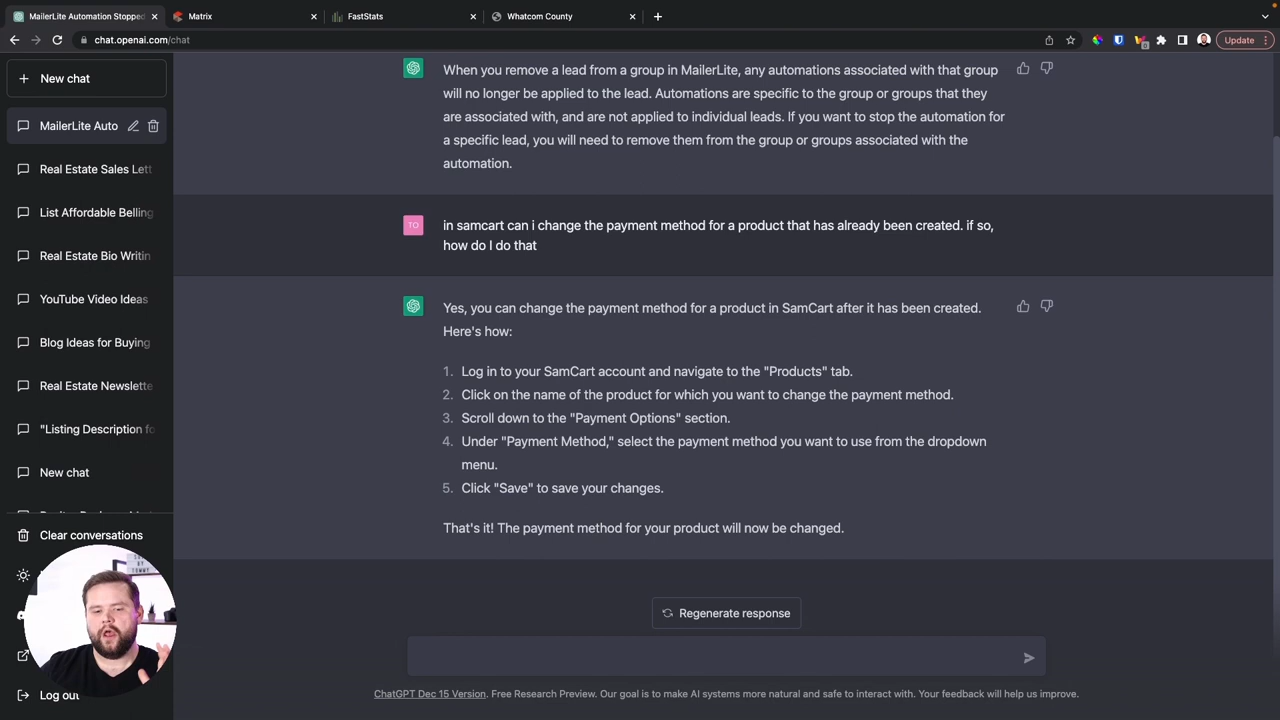 MailerLite Automation Stopped
Matrix
FastStats
Whatcom County
chat.openai.com/chat
Update
New chat
MailerLite Auto
Real Estate Sales Lett
List Affordable Belling
Real Estate Bio Writin
YouTube Video Ideas
Blog Ideas for Buying
Real Estate Newslette
"Listing Description fo
New chat
Clear conversations
Log out
When you remove a lead from a group in MailerLite, any automations associated with that group
will no longer be applied to the lead. Automations are specific to the group or groups that they
are associated with, and are not applied to individual leads. If you want to stop the automation for
a specific lead, you will need to remove them from the group or groups associated with the
automation.
TO
in samcart can i change the payment method for a product that has already been created. if so,
how do I do that
Yes, you can change the payment method for a product in SamCart after it has been created.
Here's how:
1. Log in to your SamCart account and navigate to the "Products" tab.
2. Click on the name of the product for which you want to change the payment method.
3. Scroll down to the "Payment Options" section.
4. Under "Payment Method," select the payment method you want to use from the dropdown
menu.
5. Click "Save" to save your changes.
That's it! The payment method for your product will now be changed.
Regenerate response
ChatGPT Dec 15 Version. Free Research Preview. Our goal is to make AI systems more natural and safe to interact with. Your feedback will help us improve.